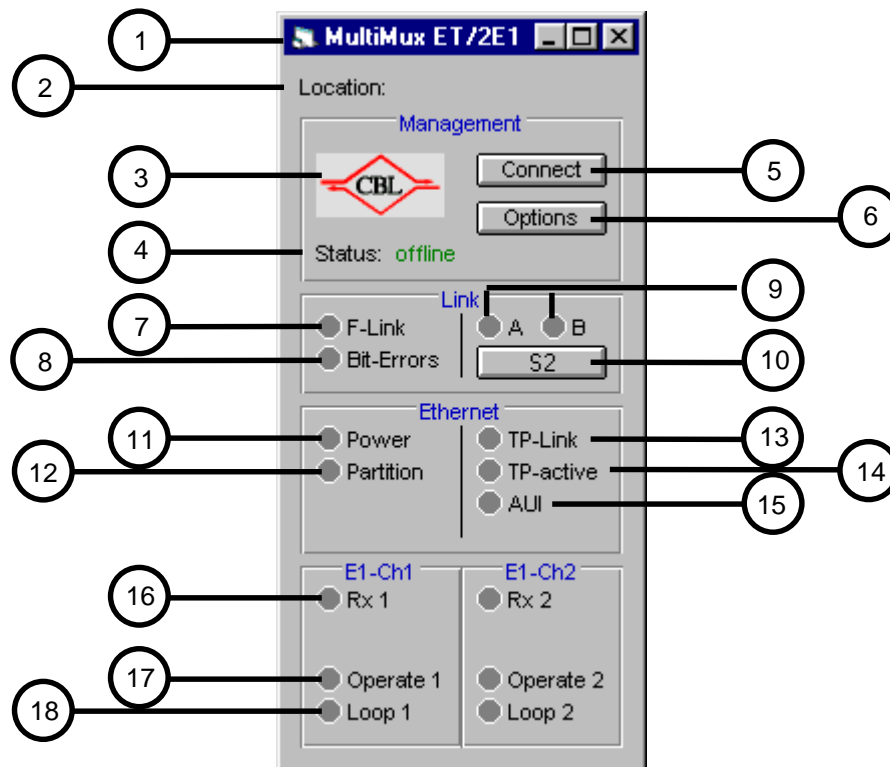 1
MultiMux ET/2E1
2
Location:
Management
3
CBL
Connect
5
Options
6
4
Status: offline
Link
9
7
F-Link
A
B
8
Bit-Errors
S2
10
Ethernet
11
Power
TP-Link
13
12
Partition
TP-active
14
AUI
15
E1-Ch1
E1-Ch2
16
Rx 1
Rx 2
17
Operate 1
Operate 2
18
Loop 1
Loop 2